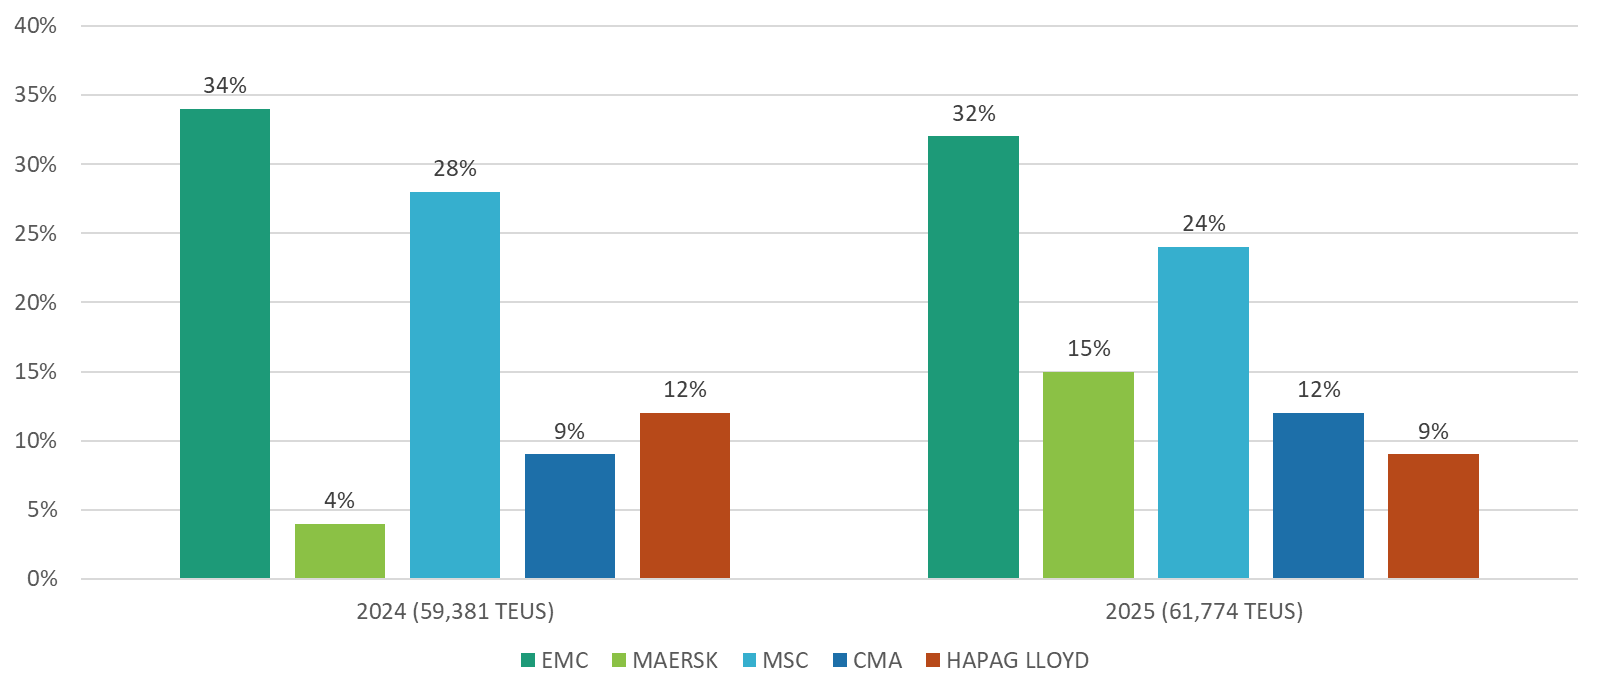 40%
35%
30%
25%
20%
15%
10%
5%
0%
34%
4%
28%
9%
12%
32%
15%
24%
12%
9%
2024 (59,381 TEUS)
2025 (61,774 TEUS)
EMC
MAERSK
MSC
CMA
HAPAG LLOYD